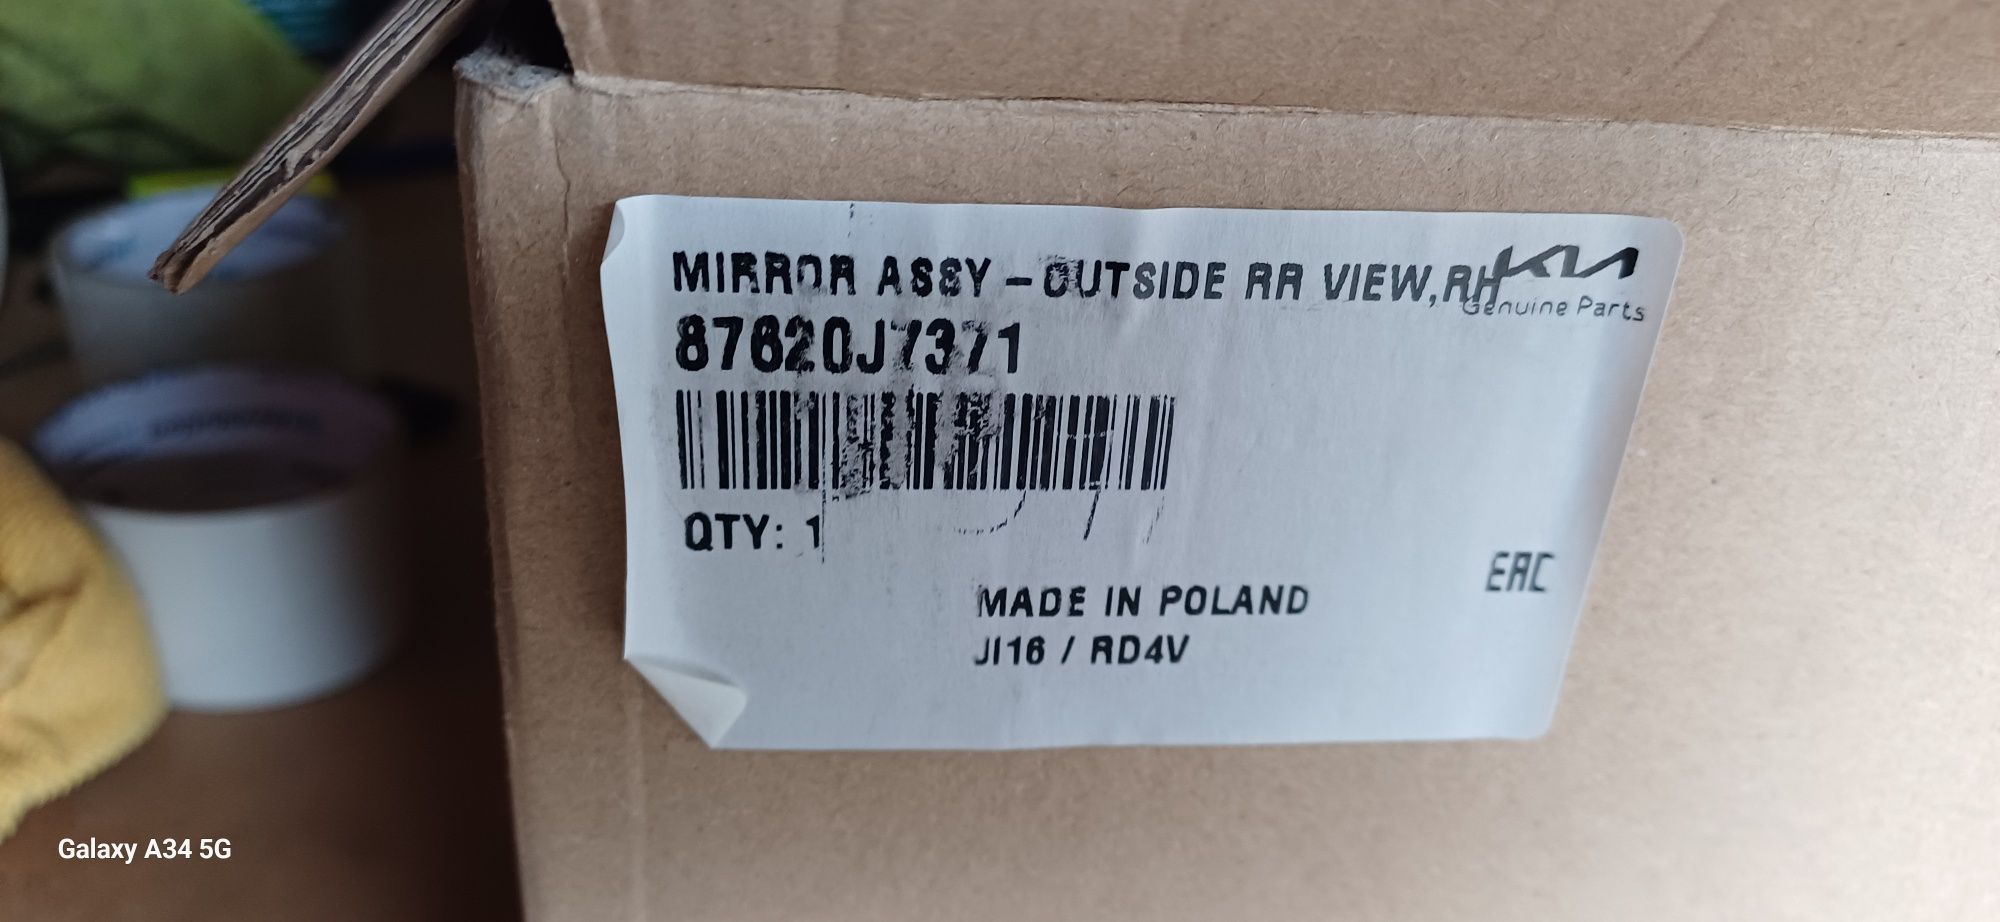 MIRROR ASSY - OUTSIDE RR VIEW,RH
KIA
Genuine Parts
87620J7371
QTY: 1
EAC
MADE IN POLAND
JI16 / RD4V
Galaxy A34 5G